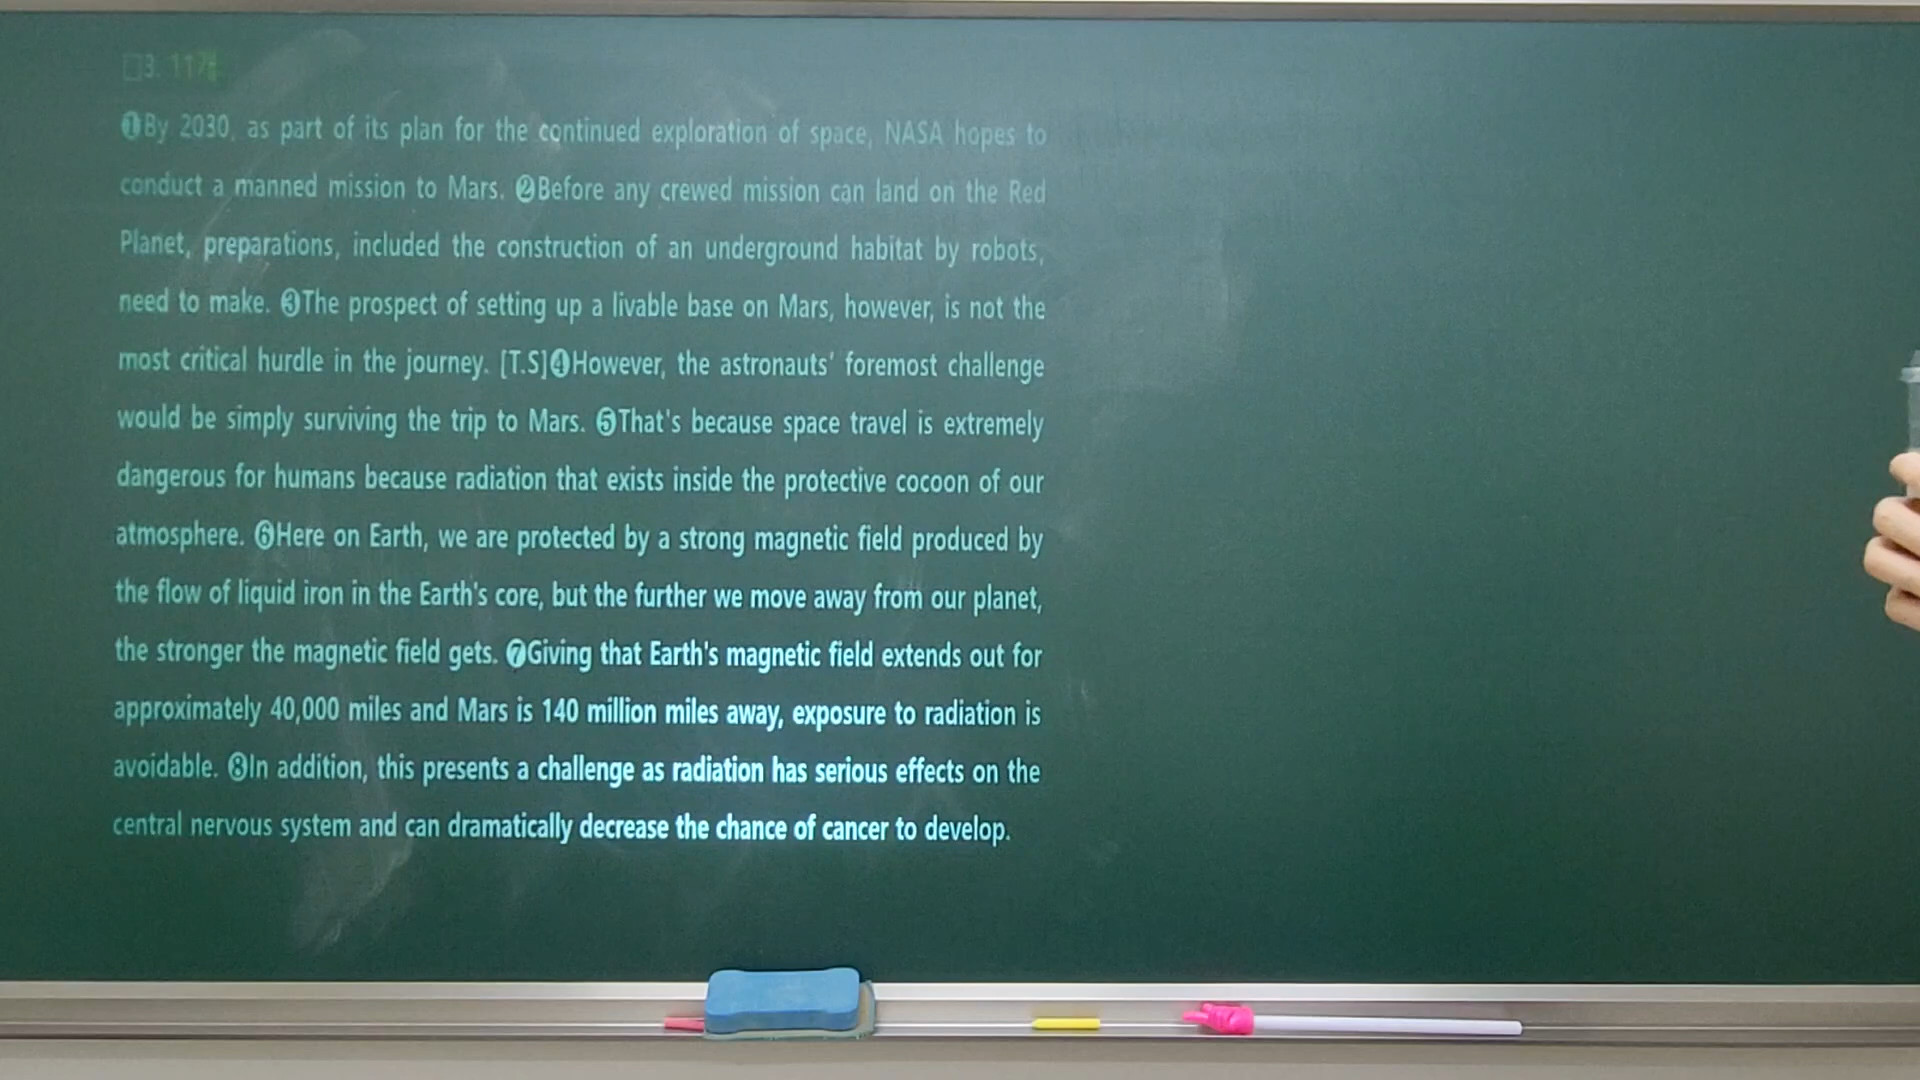 □3. 117번
❶By 2030, as part of its plan for the continued exploration of space, NASA hopes to
conduct a manned mission to Mars. ❷Before any crewed mission can land on the Red
Planet, preparations, included the construction of an underground habitat by robots,
need to make. ❸The prospect of setting up a livable base on Mars, however, is not the
most critical hurdle in the journey. [T.S]❹However, the astronauts' foremost challenge
would be simply surviving the trip to Mars. ❺That's because space travel is extremely
dangerous for humans because radiation that exists inside the protective cocoon of our
atmosphere. ❻Here on Earth, we are protected by a strong magnetic field produced by
the flow of liquid iron in the Earth's core, but the further we move away from our planet,
the stronger the magnetic field gets. ❼Giving that Earth's magnetic field extends out for
approximately 40,000 miles and Mars is 140 million miles away, exposure to radiation is
avoidable. ❽In addition, this presents a challenge as radiation has serious effects on the
central nervous system and can dramatically decrease the chance of cancer to develop.